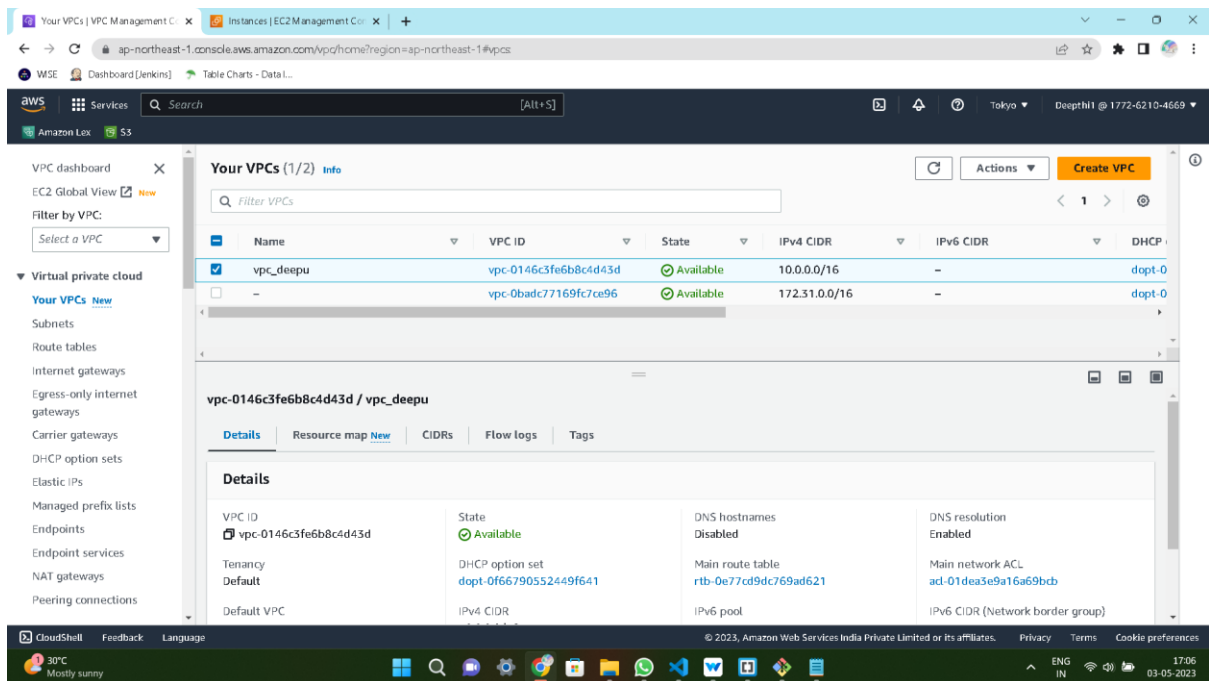 Your VPCs | VPC Management C
Instances | EC2 Management Co
ap-northeast-1.console.aws.amazon.com/vpc/home?region=ap-northeast-1#vpcs:
WISE Dashboard [Jenkins] Table Charts - Data I...
aws Services Search [Alt+S] Tokyo ▼ Deepthi1 @ 1772-6210-4669 ▼
Amazon Lex S3
VPC dashboard
EC2 Global View New
Filter by VPC:
Select a VPC
Virtual private cloud
Your VPCs New
Subnets
Route tables
Internet gateways
Egress-only internet
gateways
Carrier gateways
DHCP option sets
Elastic IPs
Managed prefix lists
Endpoints
Endpoint services
NAT gateways
Peering connections
Your VPCs (1/2) Info
Actions ▼ Create VPC
Filter VPCs
1
Name VPC ID State IPv4 CIDR IPv6 CIDR DHCP
vpc_deepu vpc-0146c3fe6b8c4d43d Available 10.0.0.0/16 – dopt-0
– vpc-0badc77169fc7ce96 Available 172.31.0.0/16 – dopt-0
vpc-0146c3fe6b8c4d43d / vpc_deepu
Details Resource map New CIDRs Flow logs Tags
Details
VPC ID State DNS hostnames DNS resolution
vpc-0146c3fe6b8c4d43d Available Disabled Enabled
Tenancy DHCP option set Main route table Main network ACL
Default dopt-0f66790552449f641 rtb-0e77cd9dc769ad621 acl-01dea3e9a16a69bcb
Default VPC IPv4 CIDR IPv6 pool IPv6 CIDR (Network border group)
CloudShell Feedback Language © 2023, Amazon Web Services India Private Limited or its affiliates. Privacy Terms Cookie preferences
1 30°C
Mostly sunny
ENG
IN
17:06
03-05-2023